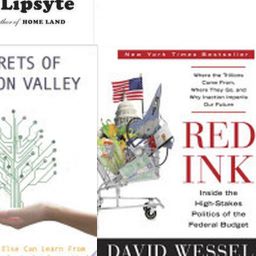 Lipsyte
thor of HOME LAND
RETS OF
ON VALLEY
Else Can Learn From
New York Times Bestseller
Where the Trillions
Come From,
Where They Go, and
Why Inaction Imperils
Our Future
RED
INK
Inside the
High-Stakes
Politics of the
Federal Budget
DAVID WESSEL